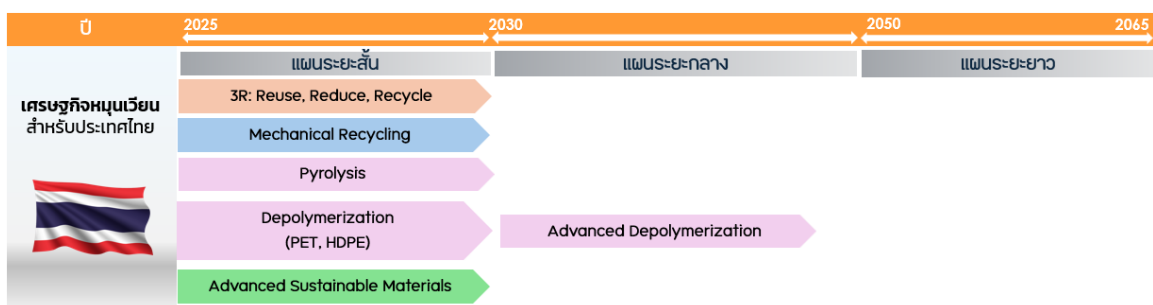 ปี
2025
2030
2050
2065
แผนระยะสั้น
แผนระยะกลาง
แผนระยะยาว
เศรษฐกิจหมุนเวียน
สำหรับประเทศไทย
3R: Reuse, Reduce, Recycle
Mechanical Recycling
Pyrolysis
Depolymerization
(PET, HDPE)
Advanced Depolymerization
Advanced Sustainable Materials